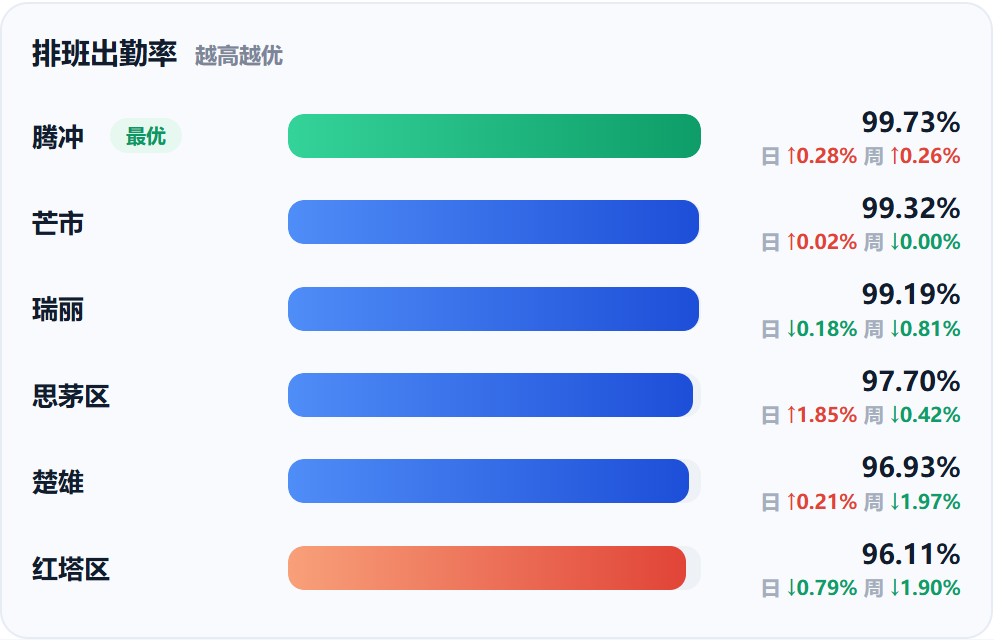 排班出勤率 越高越优
腾冲 最优 99.73%
日 ↑0.28% 周 ↑0.26%
芒市 99.32%
日 ↑0.02% 周 ↓0.00%
瑞丽 99.19%
日 ↓0.18% 周 ↓0.81%
思茅区 97.70%
日 ↑1.85% 周 ↓0.42%
楚雄 96.93%
日 ↑0.21% 周 ↓1.97%
红塔区 96.11%
日 ↓0.79% 周 ↓1.90%